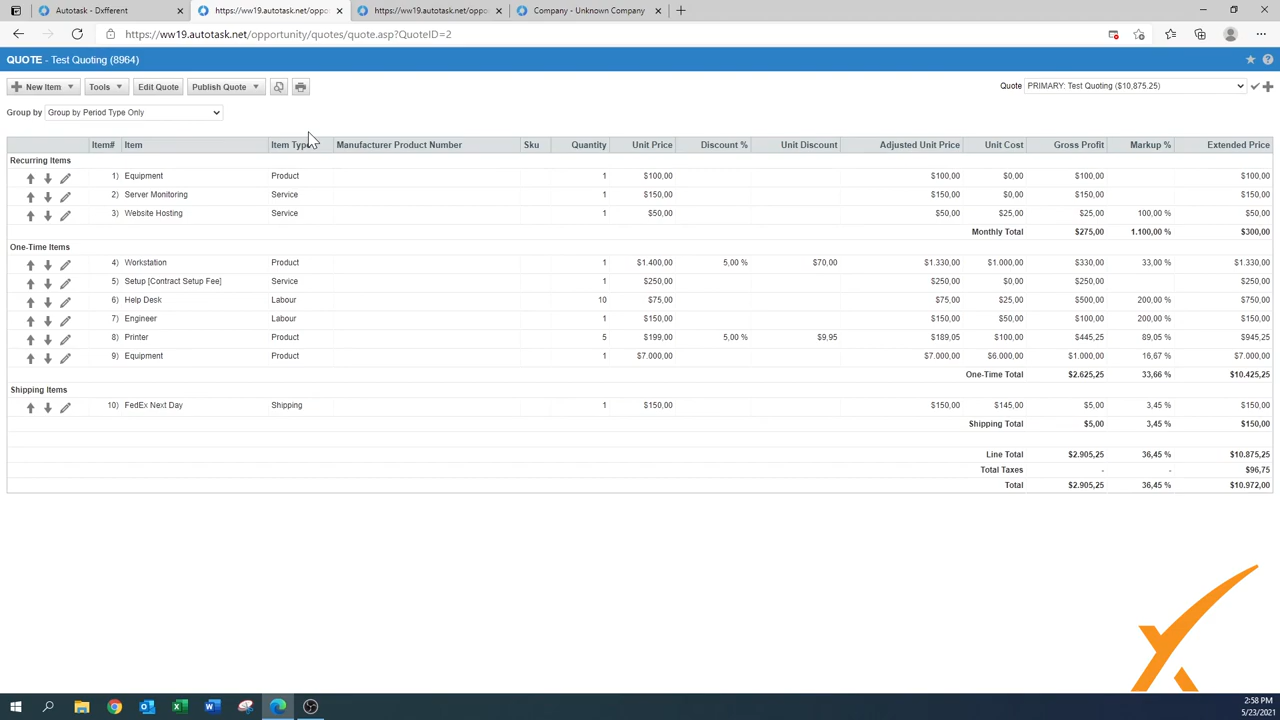 Autotask - Dxfferent
https://ww19.autotask.net/oppo
https://ww19.autotask.net/oppo
Company - Unknown Company
https://ww19.autotask.net/opportunity/quotes/quote.asp?QuoteID=2
QUOTE - Test Quoting (8964)
New Item Tools Edit Quote Publish Quote Quote PRIMARY: Test Quoting ($10,875.25)
Group by Group by Period Type Only
Item# Item Item Type Manufacturer Product Number Sku Quantity Unit Price Discount % Unit Discount Adjusted Unit Price Unit Cost Gross Profit Markup % Extended Price
Recurring Items
1) Equipment Product 1 $100,00 $100,00 $0,00 $100,00 $100,00
2) Server Monitoring Service 1 $150,00 $150,00 $0,00 $150,00 $150,00
3) Website Hosting Service 1 $50,00 $50,00 $25,00 $25,00 100,00 % $50,00
Monthly Total $275,00 1.100,00 % $300,00
One-Time Items
4) Workstation Product 1 $1.400,00 5,00 % $70,00 $1.330,00 $1.000,00 $330,00 33,00 % $1.330,00
5) Setup [Contract Setup Fee] Service 1 $250,00 $250,00 $0,00 $250,00 $250,00
6) Help Desk Labour 10 $75,00 $75,00 $25,00 $500,00 200,00 % $750,00
7) Engineer Labour 1 $150,00 $150,00 $50,00 $100,00 200,00 % $150,00
8) Printer Product 5 $199,00 5,00 % $9,95 $189,05 $100,00 $445,25 89,05 % $945,25
9) Equipment Product 1 $7.000,00 $7.000,00 $6.000,00 $1.000,00 16,67 % $7.000,00
One-Time Total $2.625,25 33,66 % $10.425,25
Shipping Items
10) FedEx Next Day Shipping 1 $150,00 $150,00 $145,00 $5,00 3,45 % $150,00
Shipping Total $5,00 3,45 % $150,00
Line Total $2.905,25 36,45 % $10.875,25
Total Taxes - - $96,75
Total $2.905,25 36,45 % $10.972,00
2:58 PM
5/23/2021